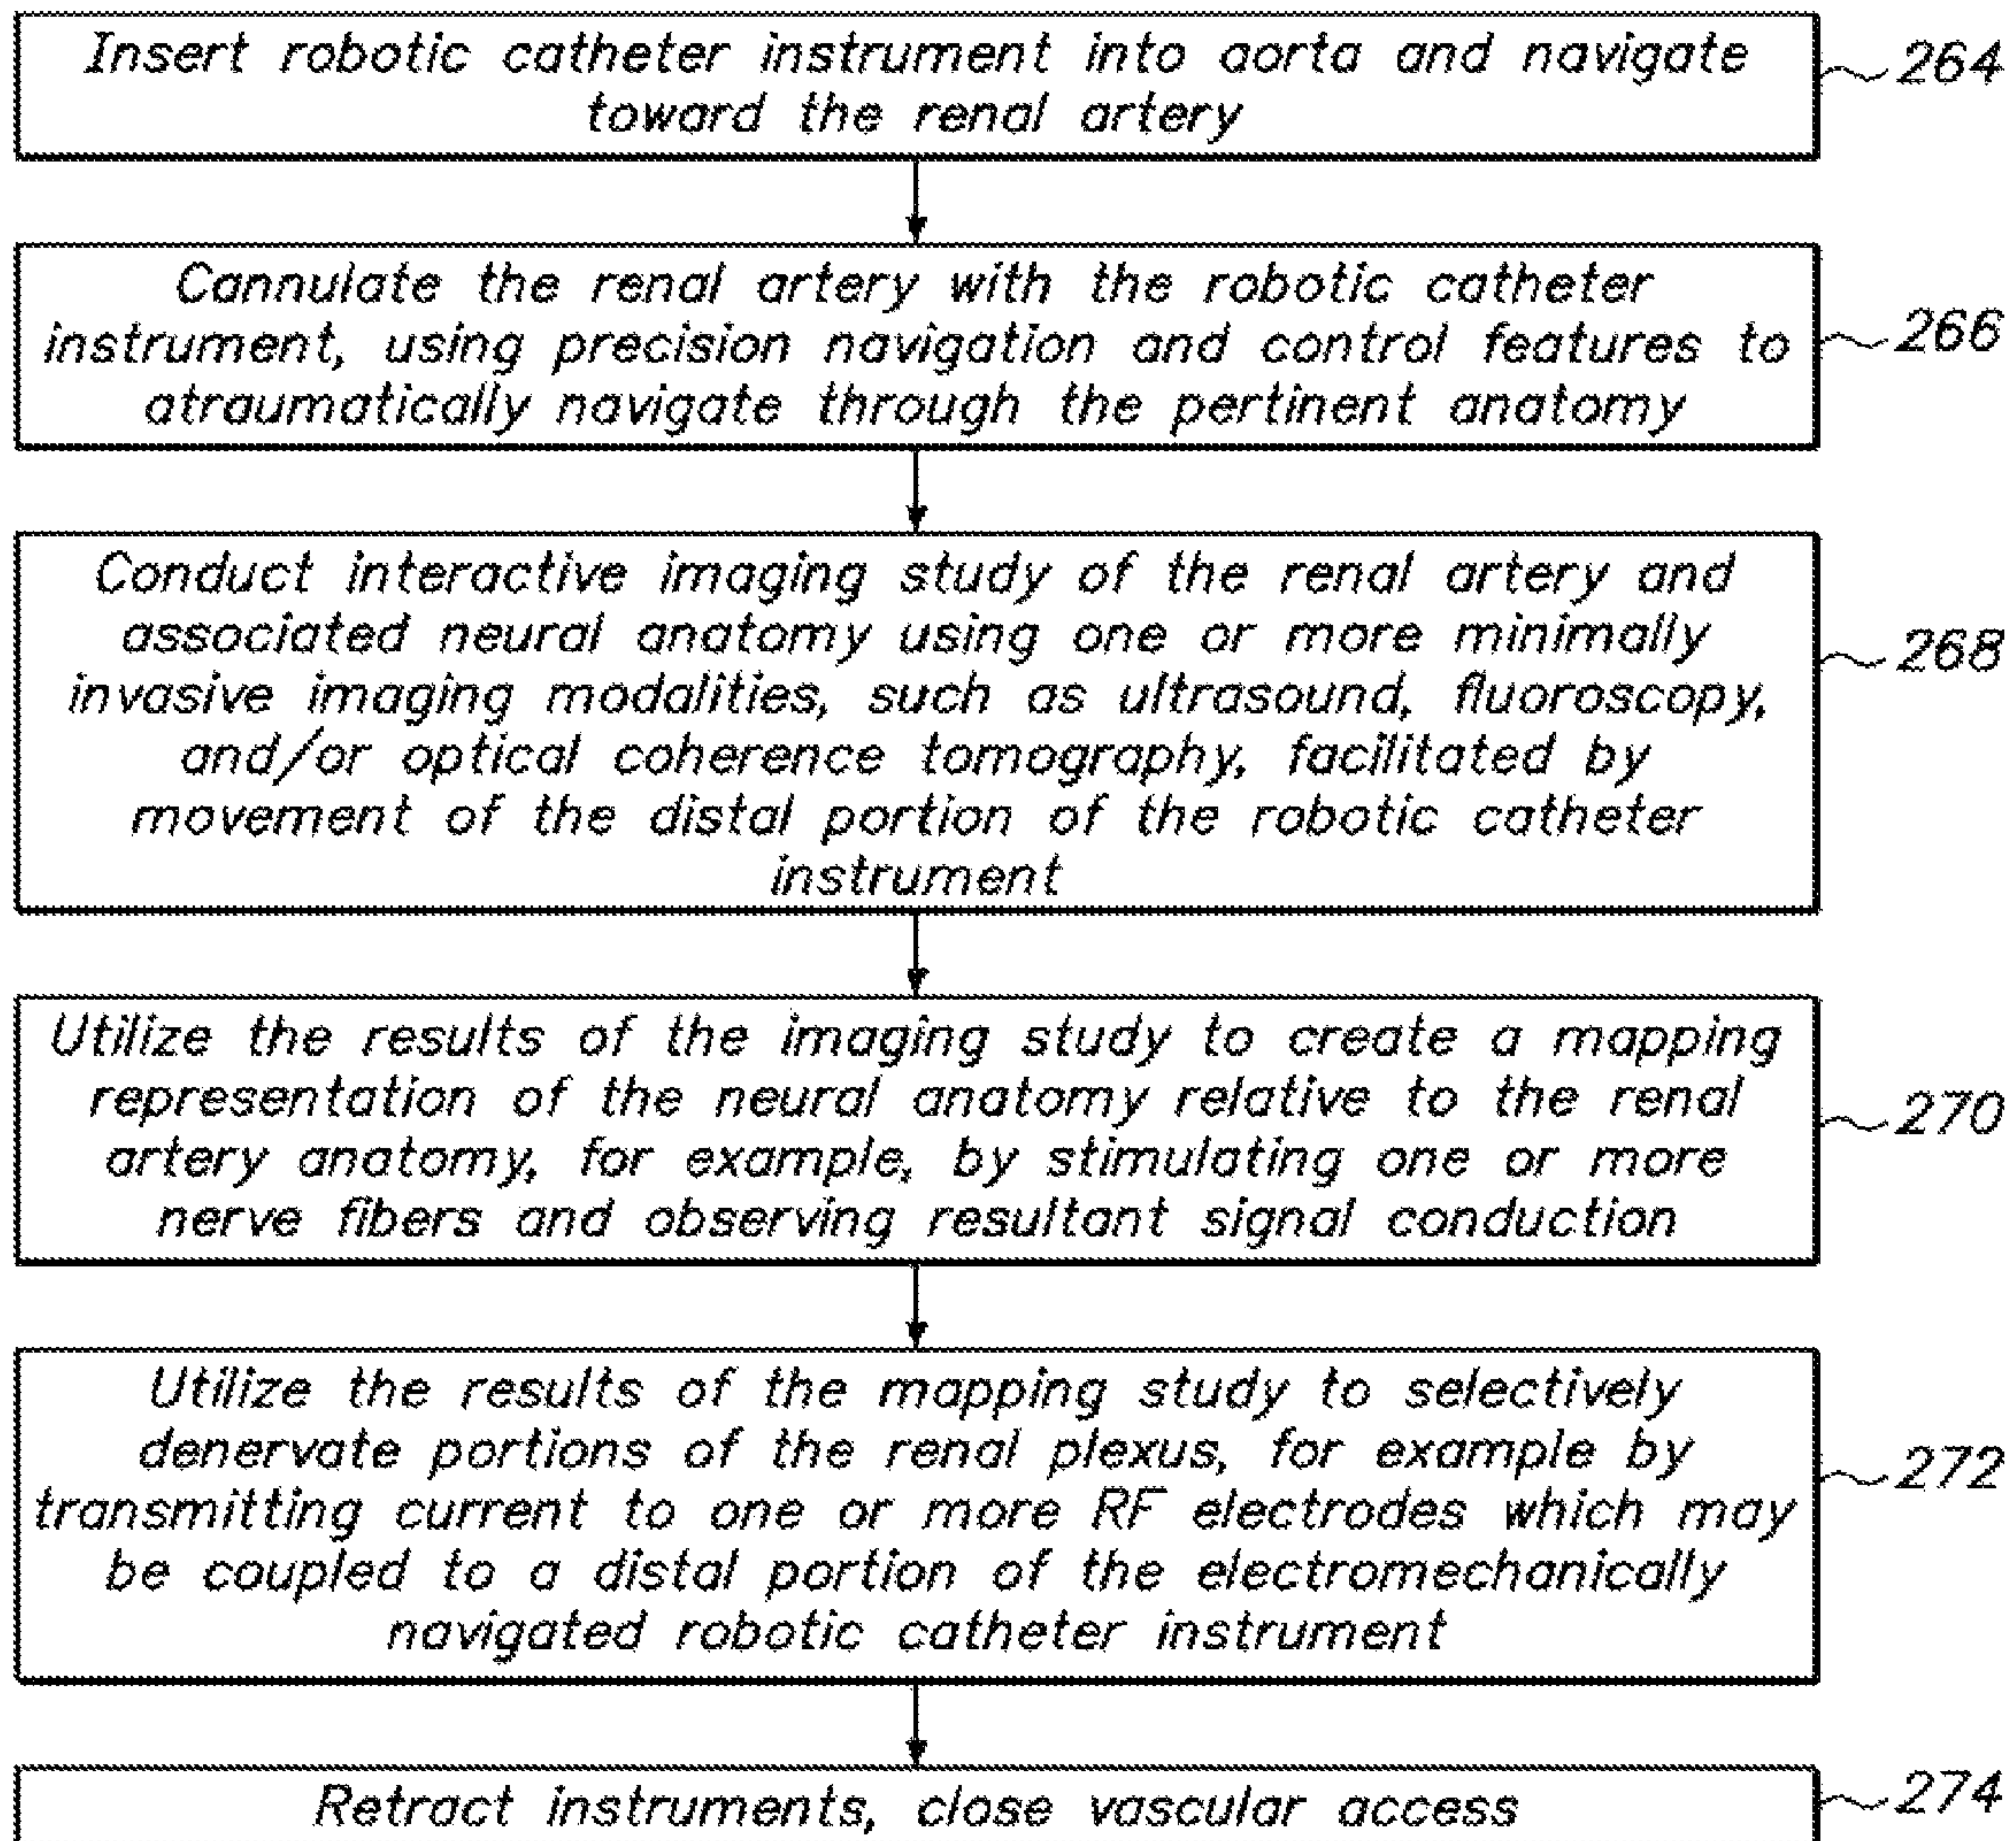 Insert robotic catheter instrument into aorta and navigate
toward the renal artery
264
Cannulate the renal artery with the robotic catheter
instrument, using precision navigation and control features to
atraumatically navigate through the pertinent anatomy
266
Conduct interactive imaging study of the renal artery and
associated neural anatomy using one or more minimally
invasive imaging modalities, such as ultrasound, fluoroscopy,
and/or optical coherence tomography, facilitated by
movement of the distal portion of the robotic catheter
instrument
268
Utilize the results of the imaging study to create a mapping
representation of the neural anatomy relative to the renal
artery anatomy, for example, by stimulating one or more
nerve fibers and observing resultant signal conduction
270
Utilize the results of the mapping study to selectively
denervate portions of the renal plexus, for example by
transmitting current to one or more RF electrodes which may
be coupled to a distal portion of the electromechanically
navigated robotic catheter instrument
272
Retract instruments, close vascular access
274